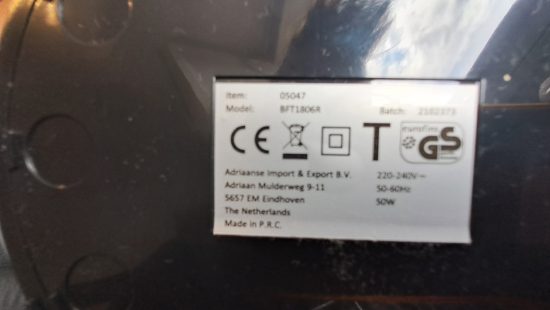 Item: 05047
Model: BFT1806R Batch: 2102373
CE T eurofins GS
Adriaanse Import & Export B.V. 220-240V~
Adriaan Mulderweg 9-11 50-60Hz
5657 EM Eindhoven 50W
The Netherlands
Made in P.R.C.